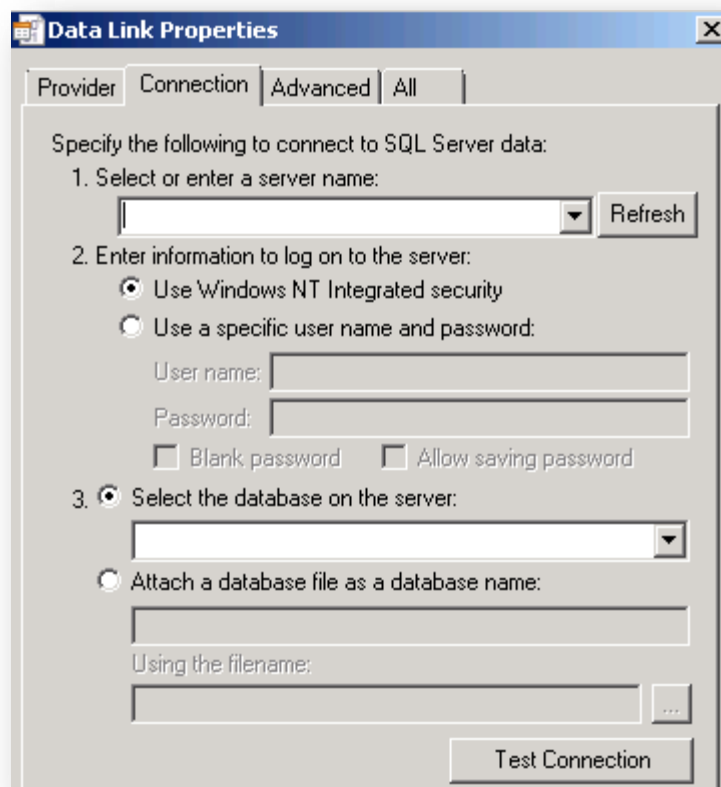 Data Link Properties
Provider Connection Advanced All
Specify the following to connect to SQL Server data:
1. Select or enter a server name:
Refresh
2. Enter information to log on to the server:
Use Windows NT Integrated security
Use a specific user name and password:
User name:
Password:
Blank password Allow saving password
3. Select the database on the server:
Attach a database file as a database name:
Using the filename:
...
Test Connection